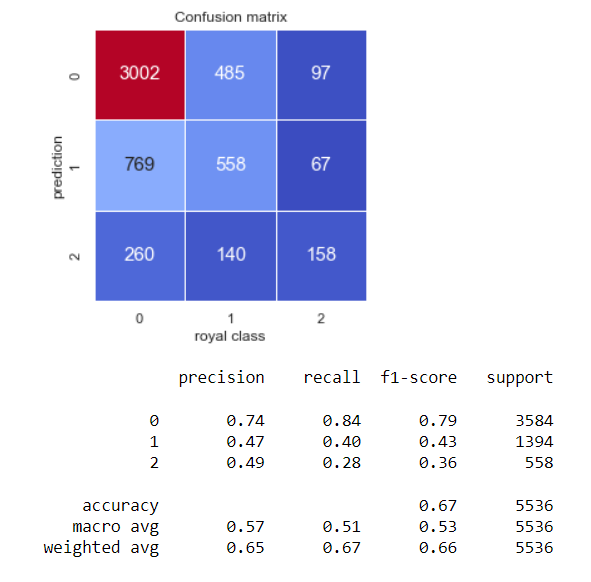 Confusion matrix
0 3002 485 97
prediction
1 769 558 67
2 260 140 158
0 1 2
royal class
precision recall f1-score support
0 0.74 0.84 0.79 3584
1 0.47 0.40 0.43 1394
2 0.49 0.28 0.36 558
accuracy 0.67 5536
macro avg 0.57 0.51 0.53 5536
weighted avg 0.65 0.67 0.66 5536